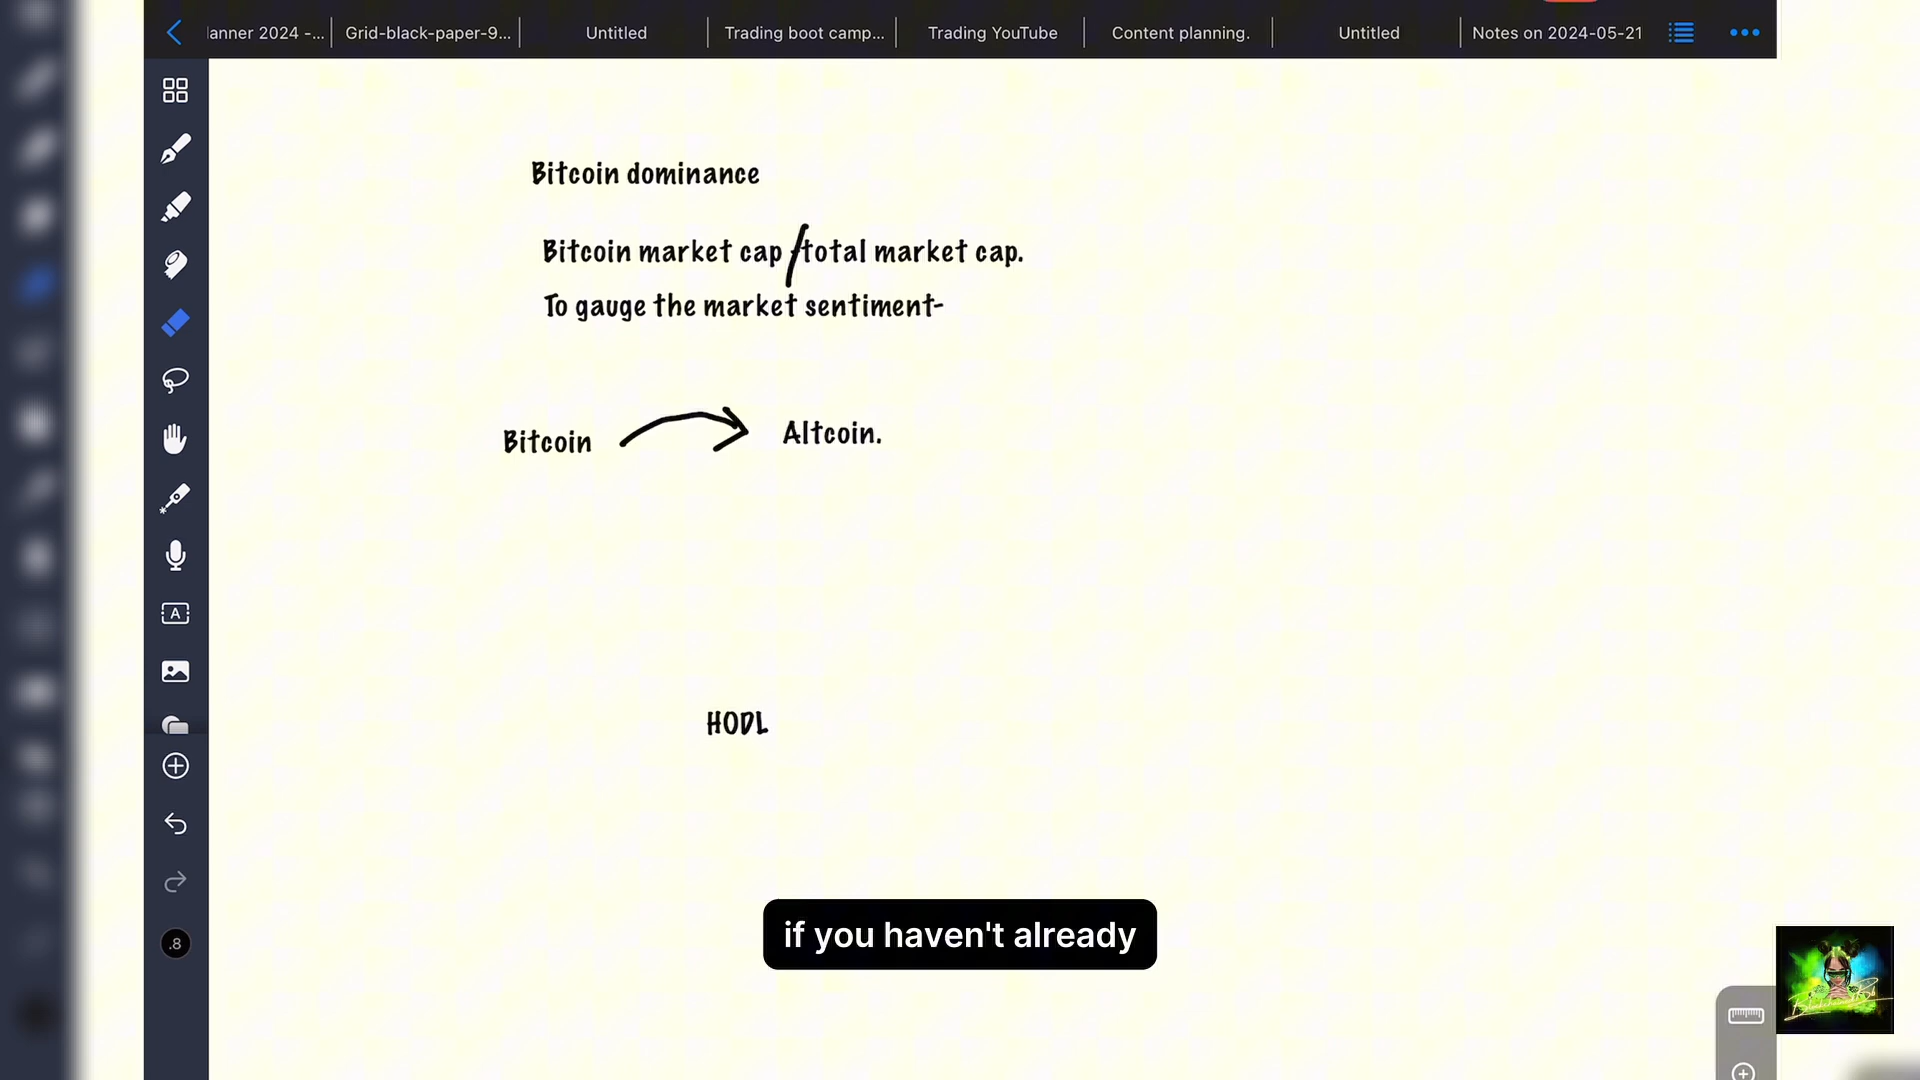 lanner 2024 -...
Grid-black-paper-9...
Untitled
Trading boot camp...
Trading YouTube
Content planning.
Untitled
Notes on 2024-05-21
Bitcoin dominance
Bitcoin market cap /total market cap.
To gauge the market sentiment-
Bitcoin
Altcoin.
HODL
A
.8
if you haven't already